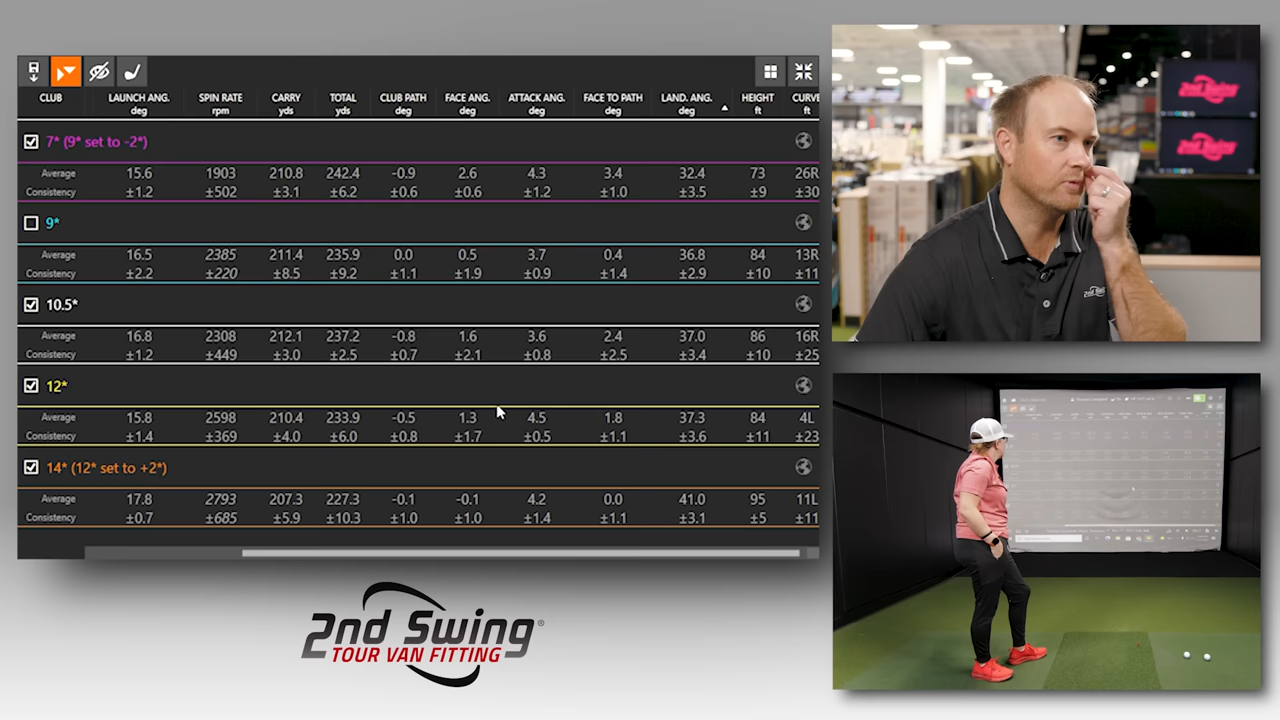 CLUB LAUNCH ANG. SPIN RATE CARRY TOTAL CLUB PATH FACE ANG. ATTACK ANG. FACE TO PATH LAND. ANG. HEIGHT CURVE
deg rpm yds yds deg deg deg deg deg ft ft
7* (9* set to -2*)
Average 15.6 1903 210.8 242.4 -0.9 2.6 4.3 3.4 32.4 73 26R
Consistency ±1.2 ±502 ±3.1 ±6.2 ±0.6 ±0.6 ±1.2 ±1.0 ±3.5 ±9 ±30
9*
Average 16.5 2385 211.4 235.9 0.0 0.5 3.7 0.4 36.8 84 13R
Consistency ±2.2 ±220 ±8.5 ±9.2 ±1.1 ±1.9 ±0.9 ±1.4 ±2.9 ±10 ±11
10.5*
Average 16.8 2308 212.1 237.2 -0.8 1.6 3.6 2.4 37.0 86 16R
Consistency ±1.2 ±449 ±3.0 ±2.5 ±0.7 ±2.1 ±0.8 ±2.5 ±3.4 ±10 ±25
12*
Average 15.8 2598 210.4 233.9 -0.5 1.3 4.5 1.8 37.3 84 4L
Consistency ±1.4 ±369 ±4.0 ±6.0 ±0.8 ±1.7 ±0.5 ±1.1 ±3.6 ±11 ±23
14* (12* set to +2*)
Average 17.8 2793 207.3 227.3 -0.1 -0.1 4.2 0.0 41.0 95 11L
Consistency ±0.7 ±685 ±5.9 ±10.3 ±1.0 ±1.0 ±1.4 ±1.1 ±3.1 ±5 ±11
2nd Swing®
TOUR VAN FITTING
2nd Swing
2nd Swing
2nd Swing